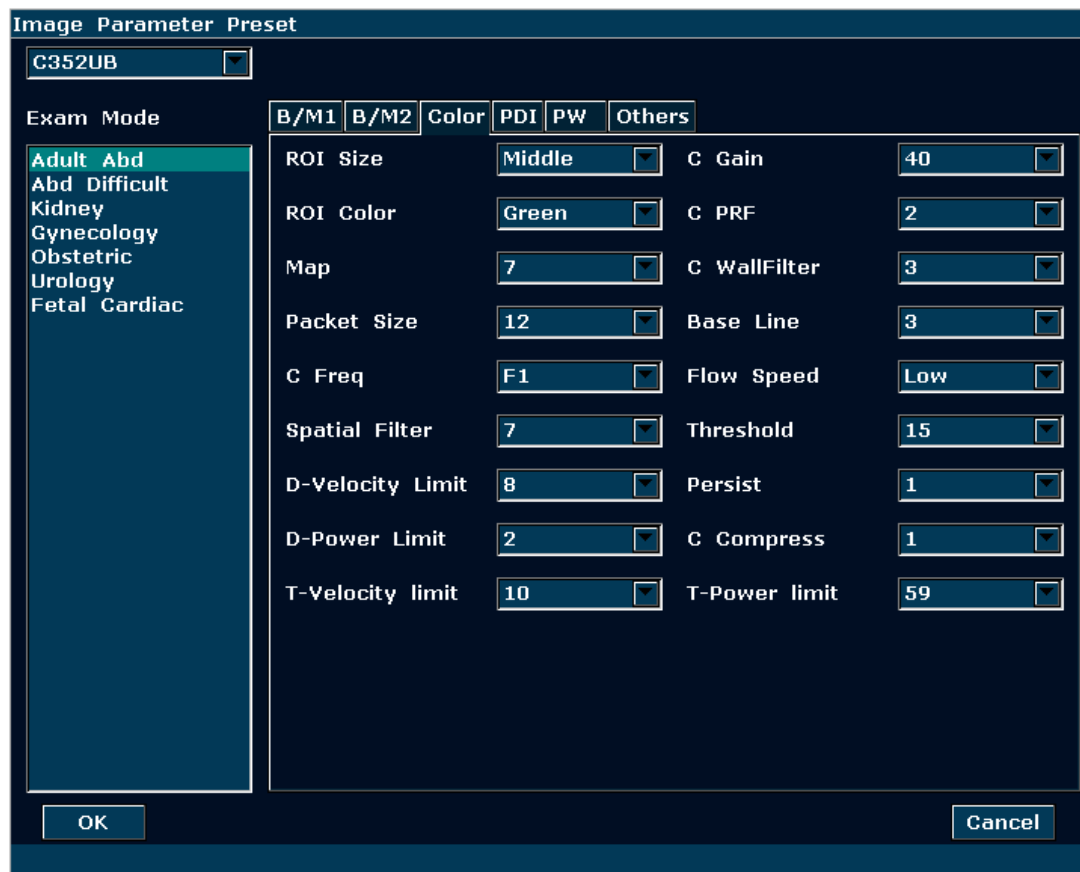 Image Parameter Preset
C352UB
Exam Mode
B/M1 B/M2 Color PDI PW Others
Adult Abd
Abd Difficult
Kidney
Gynecology
Obstetric
Urology
Fetal Cardiac
ROI Size Middle C Gain 40
ROI Color Green C PRF 2
Map 7 C WallFilter 3
Packet Size 12 Base Line 3
C Freq F1 Flow Speed Low
Spatial Filter 7 Threshold 15
D-Velocity Limit 8 Persist 1
D-Power Limit 2 C Compress 1
T-Velocity limit 10 T-Power limit 59
OK Cancel